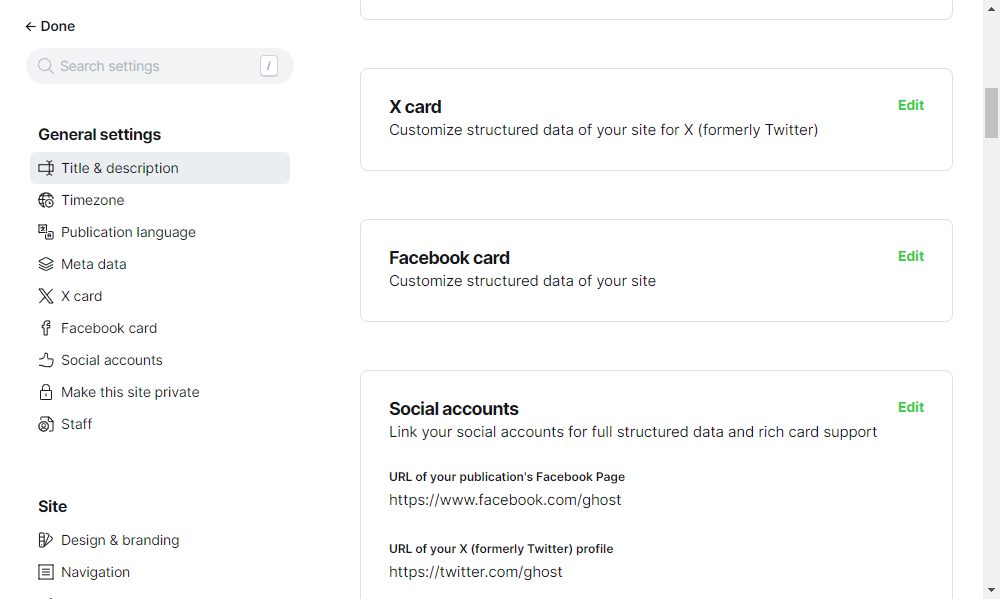 Done
Search settings
/
General settings
Title & description
Timezone
Publication language
Meta data
X card
Facebook card
Social accounts
Make this site private
Staff
Site
Design & branding
Navigation
X card
Edit
Customize structured data of your site for X (formerly Twitter)
Facebook card
Edit
Customize structured data of your site
Social accounts
Edit
Link your social accounts for full structured data and rich card support
URL of your publication's Facebook Page
https://www.facebook.com/ghost
URL of your X (formerly Twitter) profile
https://twitter.com/ghost